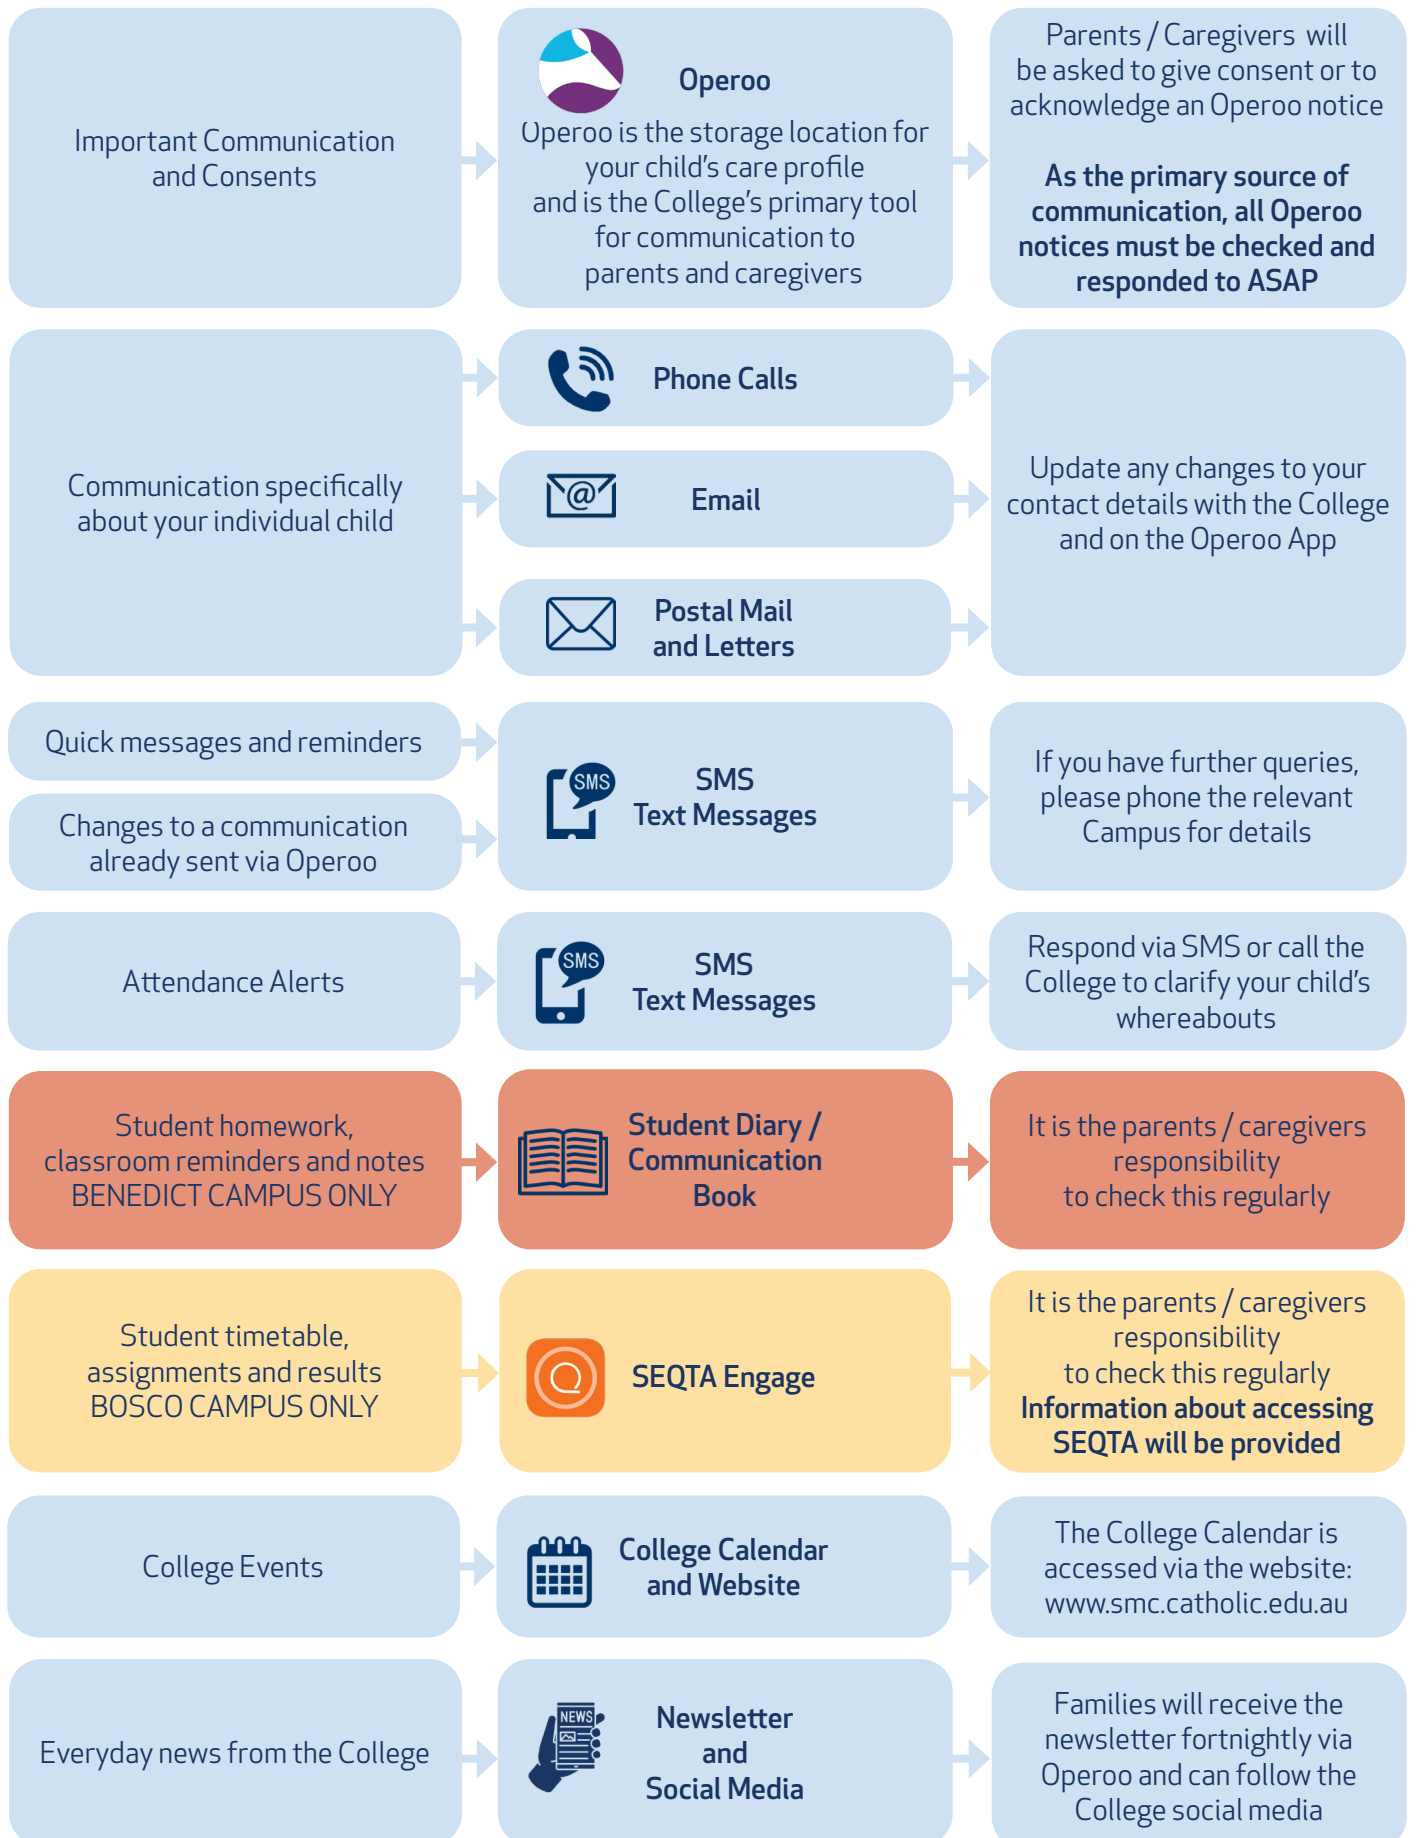 Important Communication
and Consents
Operoo
Operoo is the storage location for
your child's care profile
and is the College's primary tool
for communication to
parents and caregivers
Parents / Caregivers will
be asked to give consent or to
acknowledge an Operoo notice
As the primary source of
communication, all Operoo
notices must be checked and
responded to ASAP
Communication specifically
about your individual child
Phone Calls
@
Email
Postal Mail
and Letters
Update any changes to your
contact details with the College
and on the Operoo App
Quick messages and reminders
Changes to a communication
already sent via Operoo
SMS
SMS
Text Messages
If you have further queries,
please phone the relevant
Campus for details
Attendance Alerts
SMS
SMS
Text Messages
Respond via SMS or call the
College to clarify your child's
whereabouts
Student homework,
classroom reminders and notes
BENEDICT CAMPUS ONLY
Student Diary /
Communication
Book
It is the parents / caregivers
responsibility
to check this regularly
Student timetable,
assignments and results
BOSCO CAMPUS ONLY
SEQTA Engage
It is the parents / caregivers
responsibility
to check this regularly
Information about accessing
SEQTA will be provided
College Events
College Calendar
and Website
The College Calendar is
accessed via the website:
www.smc.catholic.edu.au
Everyday news from the College
NEWS
Newsletter
and
Social Media
Families will receive the
newsletter fortnightly via
Operoo and can follow the
College social media